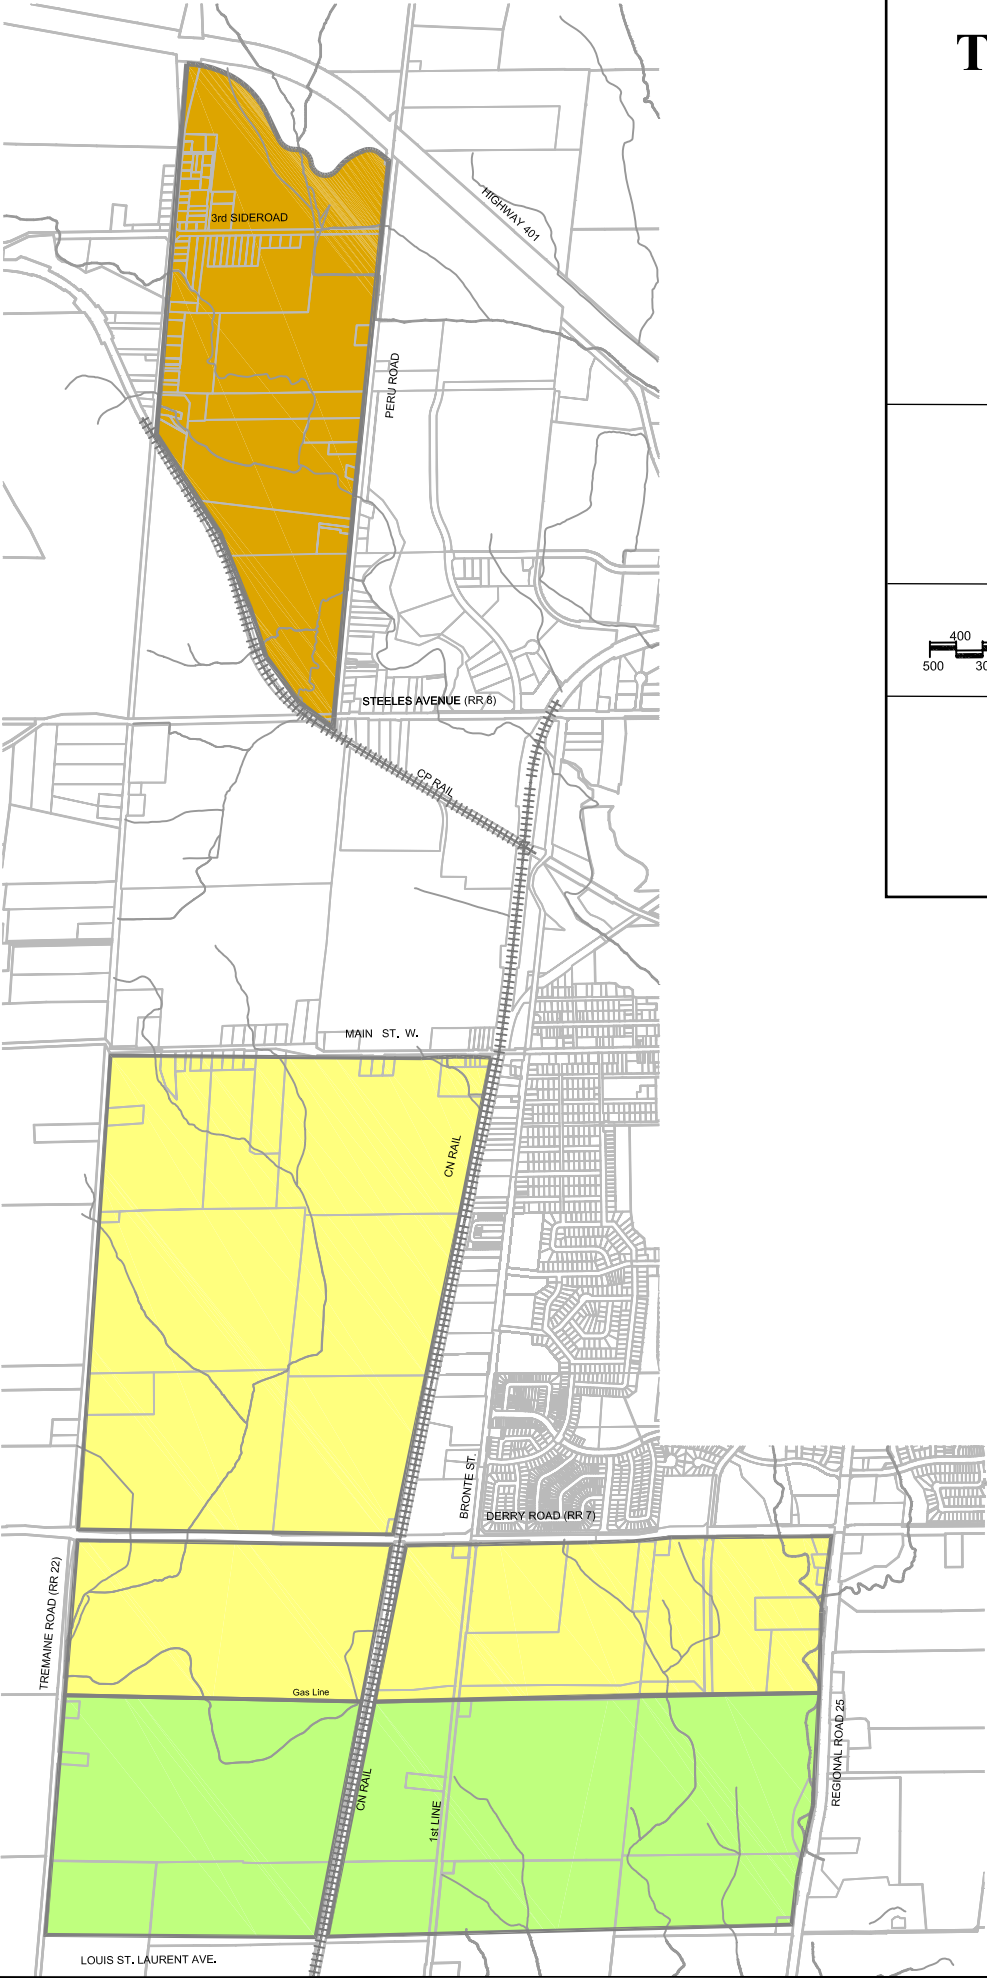 T
3rd SIDEROAD
HIGHWAY 401
PERU ROAD
400
500
30
STEELES AVENUE (RR 8)
CP RAIL
MAIN ST. W.
CN RAIL
BRONTE ST.
DERRY ROAD (RR 7)
TREMAINE ROAD (RR 22)
Gas Line
REGIONAL ROAD 25
CN RAIL
1st LINE
LOUIS ST. LAURENT AVE.